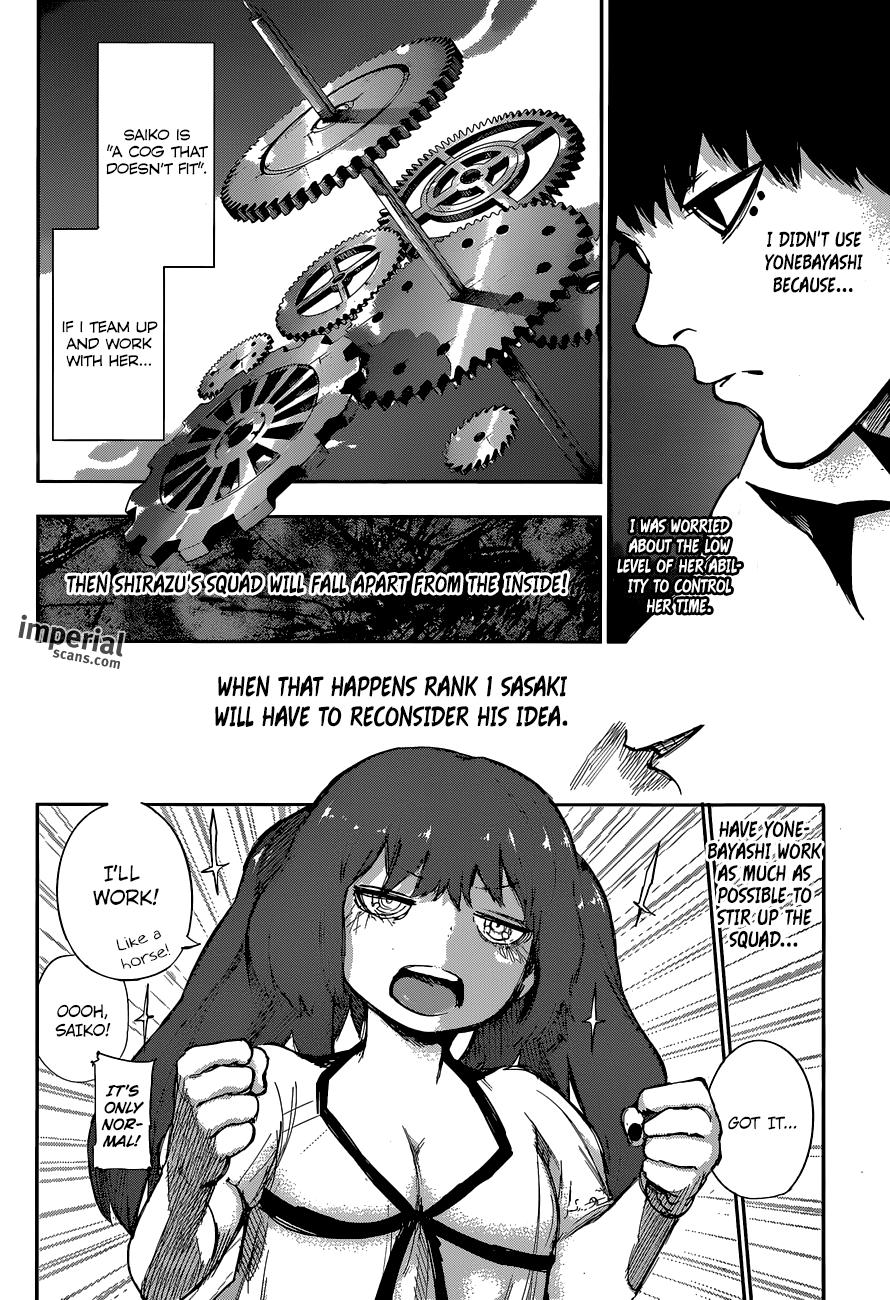 I DIDN'T USE
YONEBAYASHI
BECAUSE...
I WAS WORRIED
ABOUT THE LOW
LEVEL OF HER ABIL-
ITY TO CONTROL
HER TIME.
SAIKO IS
"A COG THAT
DOESN'T FIT".
IF I TEAM UP
AND WORK
WITH HER...
THEN SHIRAZU'S SQUAD WILL FALL APART FROM THE INSIDE!
imperial
scans.com
WHEN THAT HAPPENS RANK 1 SASAKI
WILL HAVE TO RECONSIDER HIS IDEA.
HAVE YONE-
BAYASHI WORK
AS MUCH AS
POSSIBLE TO
STIR UP THE
SQUAD...
GOT IT...
I'LL
WORK!
Like a
horse!
OOOH,
SAIKO!
IT'S
ONLY
NOR-
MAL!